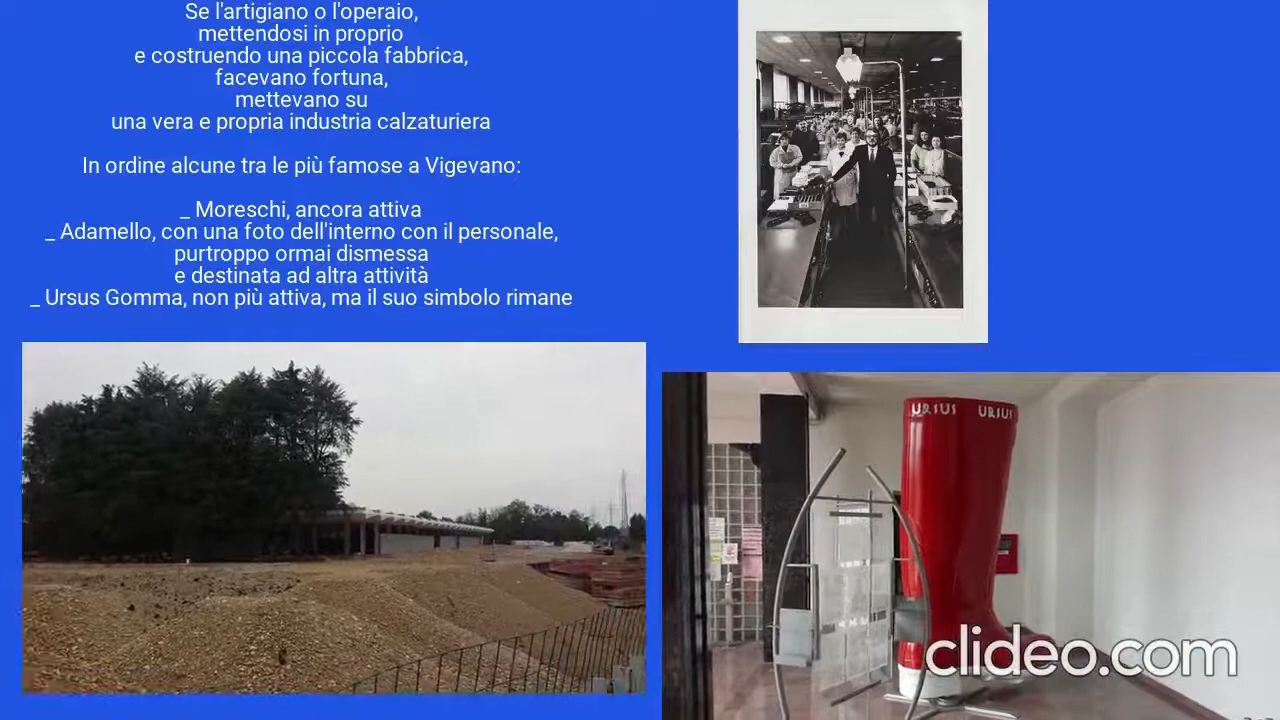 Se l'artigiano o l'operaio,
mettendosi in proprio
e costruendo una piccola fabbrica,
facevano fortuna,
mettevano su
una vera e propria industria calzaturiera
In ordine alcune tra le più famose a Vigevano:
_ Moreschi, ancora attiva
_ Adamello, con una foto dell'interno con il personale,
purtroppo ormai dismessa
e destinata ad altra attività
_ Ursus Gomma, non più attiva, ma il suo simbolo rimane
URSUS URSUS
clideo.com